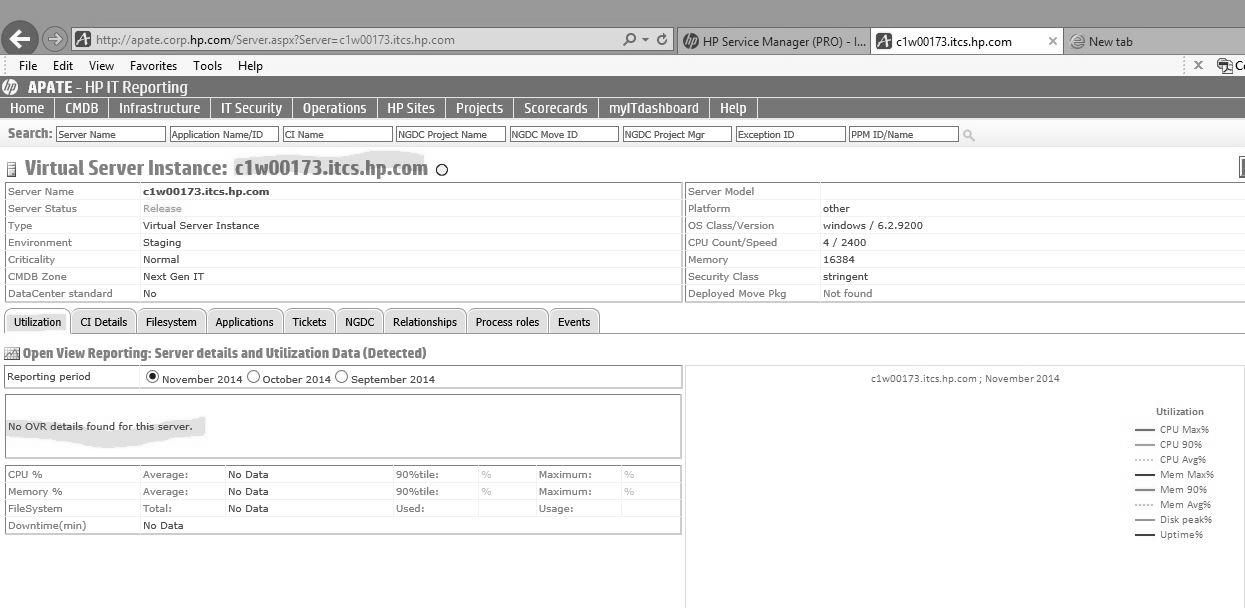 http://apate.corp.hp.com/Server.aspx?Server=c1w00173.itcs.hp.com
HP Service Manager (PRO) - I...
c1w00173.itcs.hp.com
New tab
File Edit View Favorites Tools Help
hp APATE - HP IT Reporting
Home CMDB Infrastructure IT Security Operations HP Sites Projects Scorecards myITdashboard Help
Search: Server Name Application Name/ID CI Name NGDC Project Name NGDC Move ID NGDC Project Mgr Exception ID PPM ID/Name
Virtual Server Instance: c1w00173.itcs.hp.com
Server Name c1w00173.itcs.hp.com Server Model
Server Status Release Platform other
Type Virtual Server Instance OS Class/Version windows / 6.2.9200
Environment Staging CPU Count/Speed 4 / 2400
Criticality Normal Memory 16384
CMDB Zone Next Gen IT Security Class stringent
DataCenter standard No Deployed Move Pkg Not found
Utilization CI Details Filesystem Applications Tickets NGDC Relationships Process roles Events
Open View Reporting: Server details and Utilization Data (Detected)
Reporting period November 2014 October 2014 September 2014
No OVR details found for this server.
CPU % Average: No Data 90%tile: % Maximum: %
Memory % Average: No Data 90%tile: % Maximum: %
FileSystem Total: No Data Used: Usage:
Downtime(min) No Data
c1w00173.itcs.hp.com ; November 2014
Utilization
CPU Max%
CPU 90%
CPU Avg%
Mem Max%
Mem 90%
Mem Avg%
Disk peak%
Uptime%